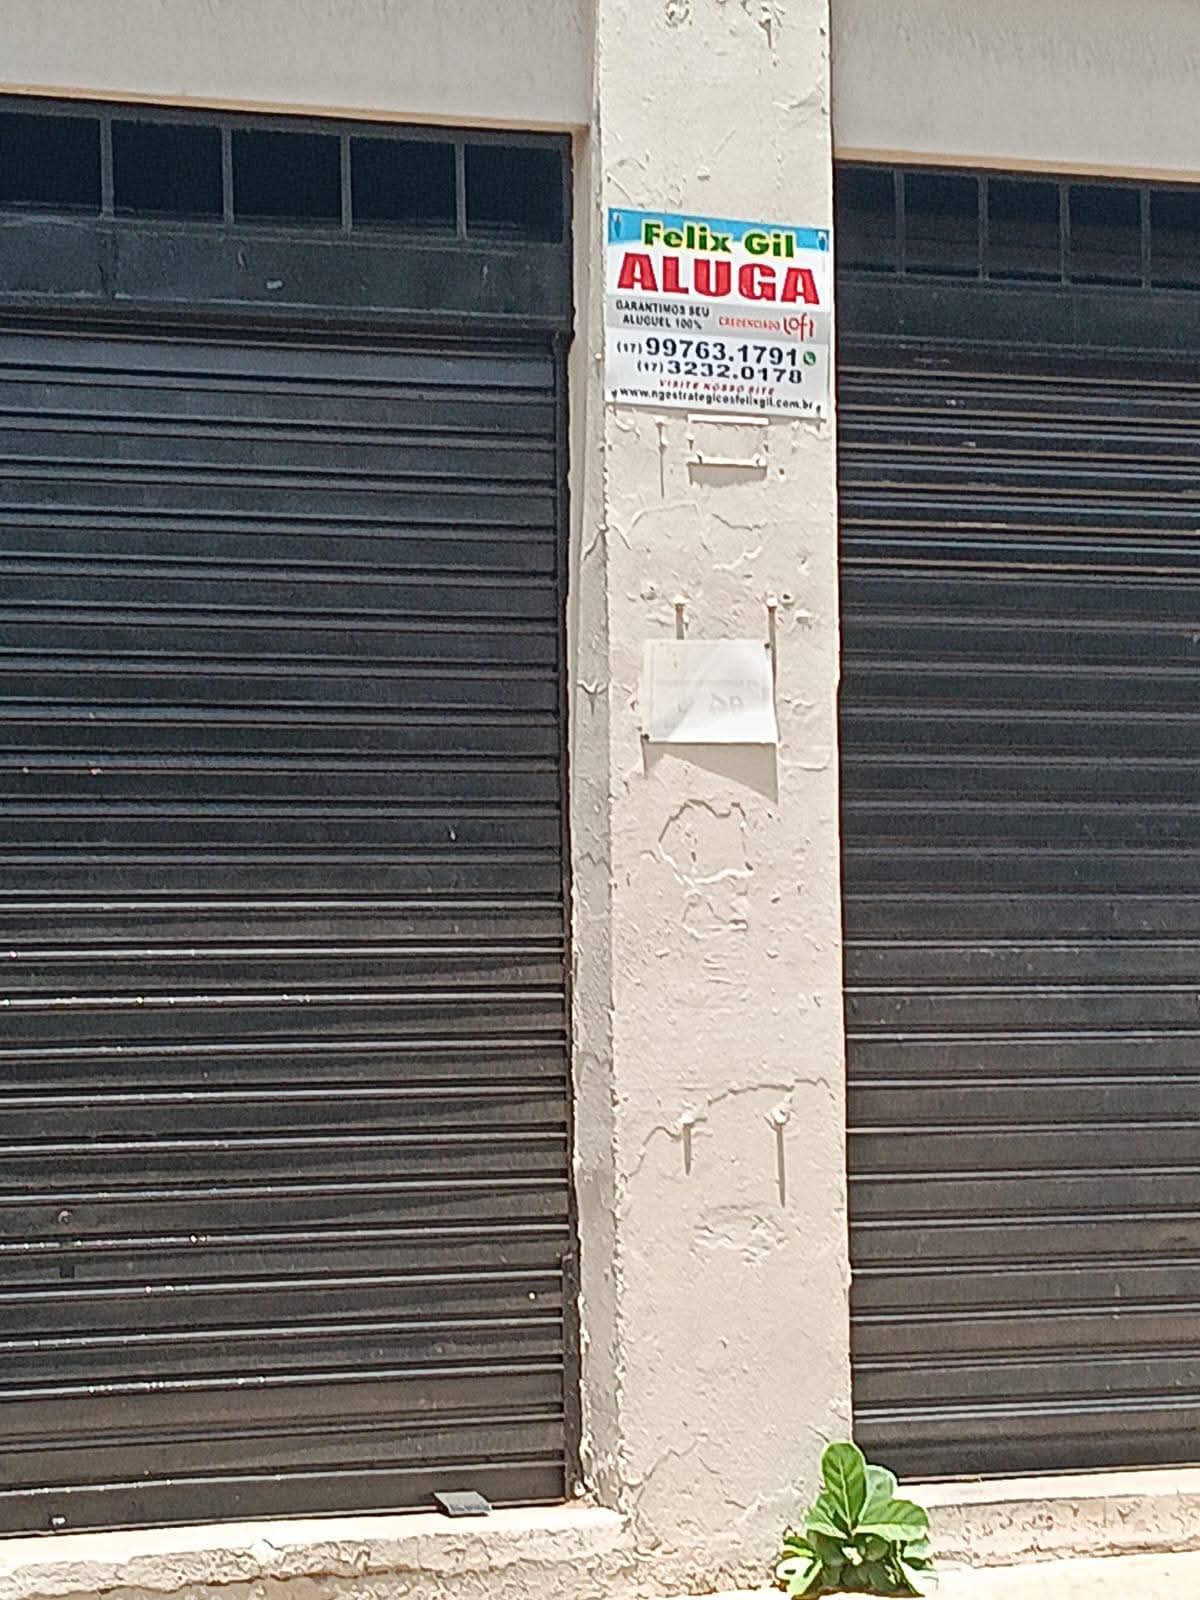 Felix Gil
ALUGA
GARANTIMOS SEU
ALUGUEL 100%
CREDENCIADO Loft
(17) 99763.1791
(17) 3232.0178
VISITE NOSSO SITE
www.ngestrategicosfelixgil.com.br